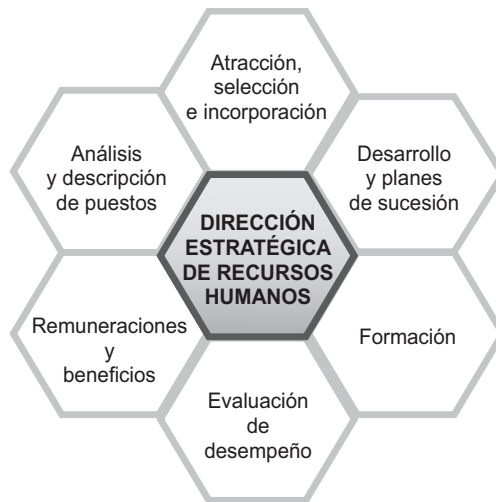 Atracción,
selección
e incorporación
Análisis
y descripción
de puestos
Desarrollo
y planes
de sucesión
DIRECCIÓN
ESTRATÉGICA
DE RECURSOS
HUMANOS
Remuneraciones
y
beneficios
Formación
Evaluación
de
desempeño